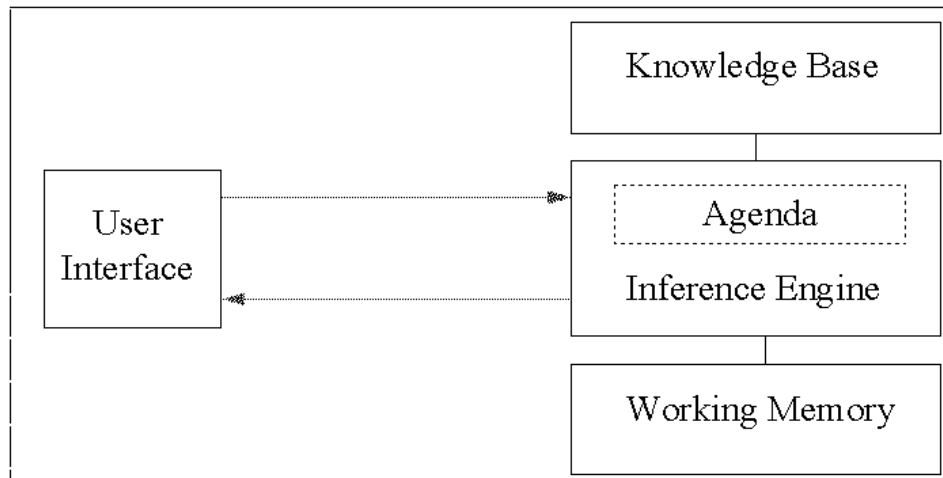 Knowledge Base
User
Interface
Agenda
Inference Engine
Working Memory